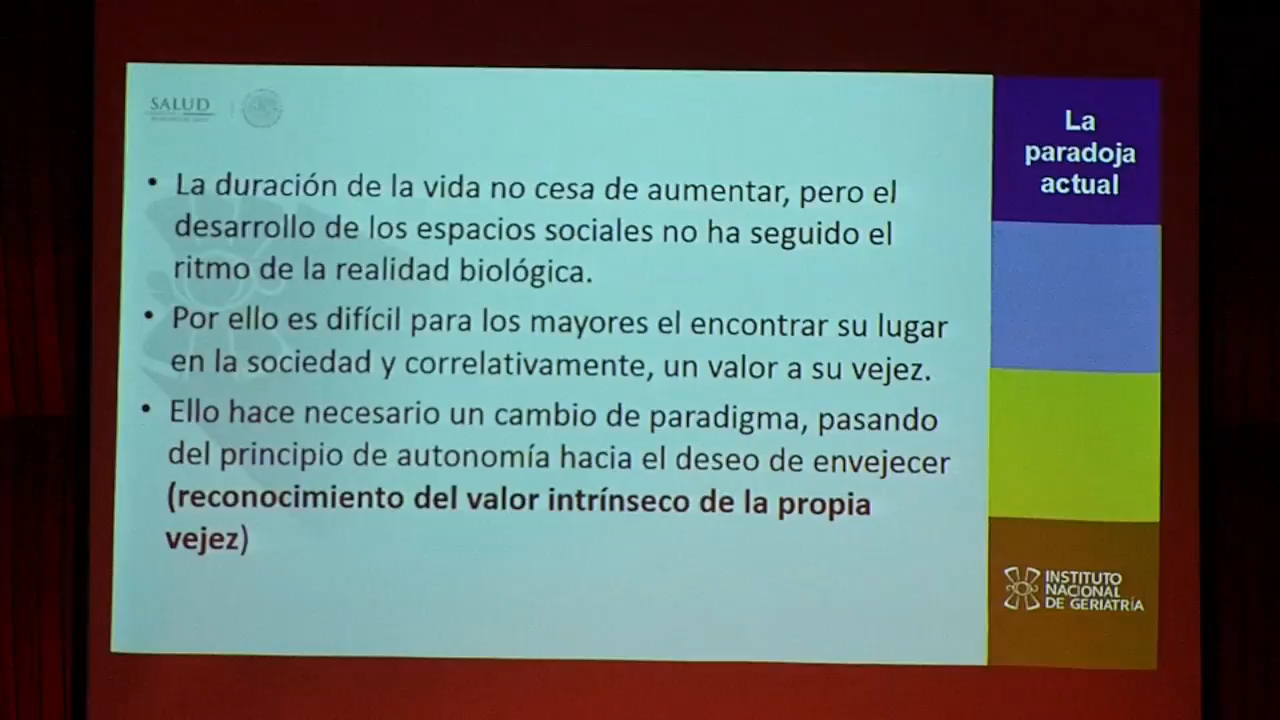 SALUD
La
paradoja
actual
• La duración de la vida no cesa de aumentar, pero el
desarrollo de los espacios sociales no ha seguido el
ritmo de la realidad biológica.
• Por ello es difícil para los mayores el encontrar su lugar
en la sociedad y correlativamente, un valor a su vejez.
• Ello hace necesario un cambio de paradigma, pasando
del principio de autonomía hacia el deseo de envejecer
(reconocimiento del valor intrínseco de la propia
vejez)
INSTITUTO
NACIONAL
DE GERIATRÍA